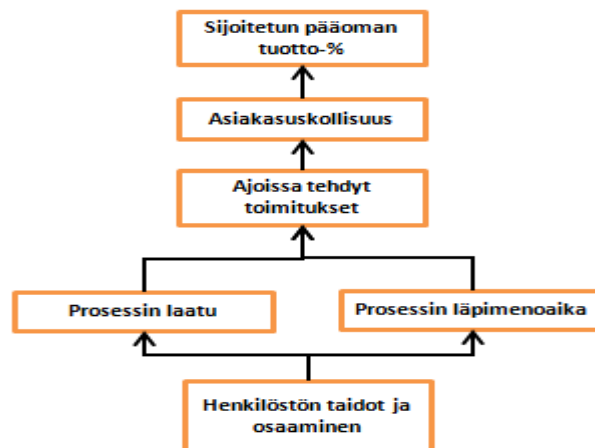 Sijoitetun pääoman
tuotto-%
Asiakasuskollisuus
Ajoissa tehdyt
toimitukset
Prosessin laatu
Prosessin läpimenoaika
Henkilöstön taidot ja
osaaminen